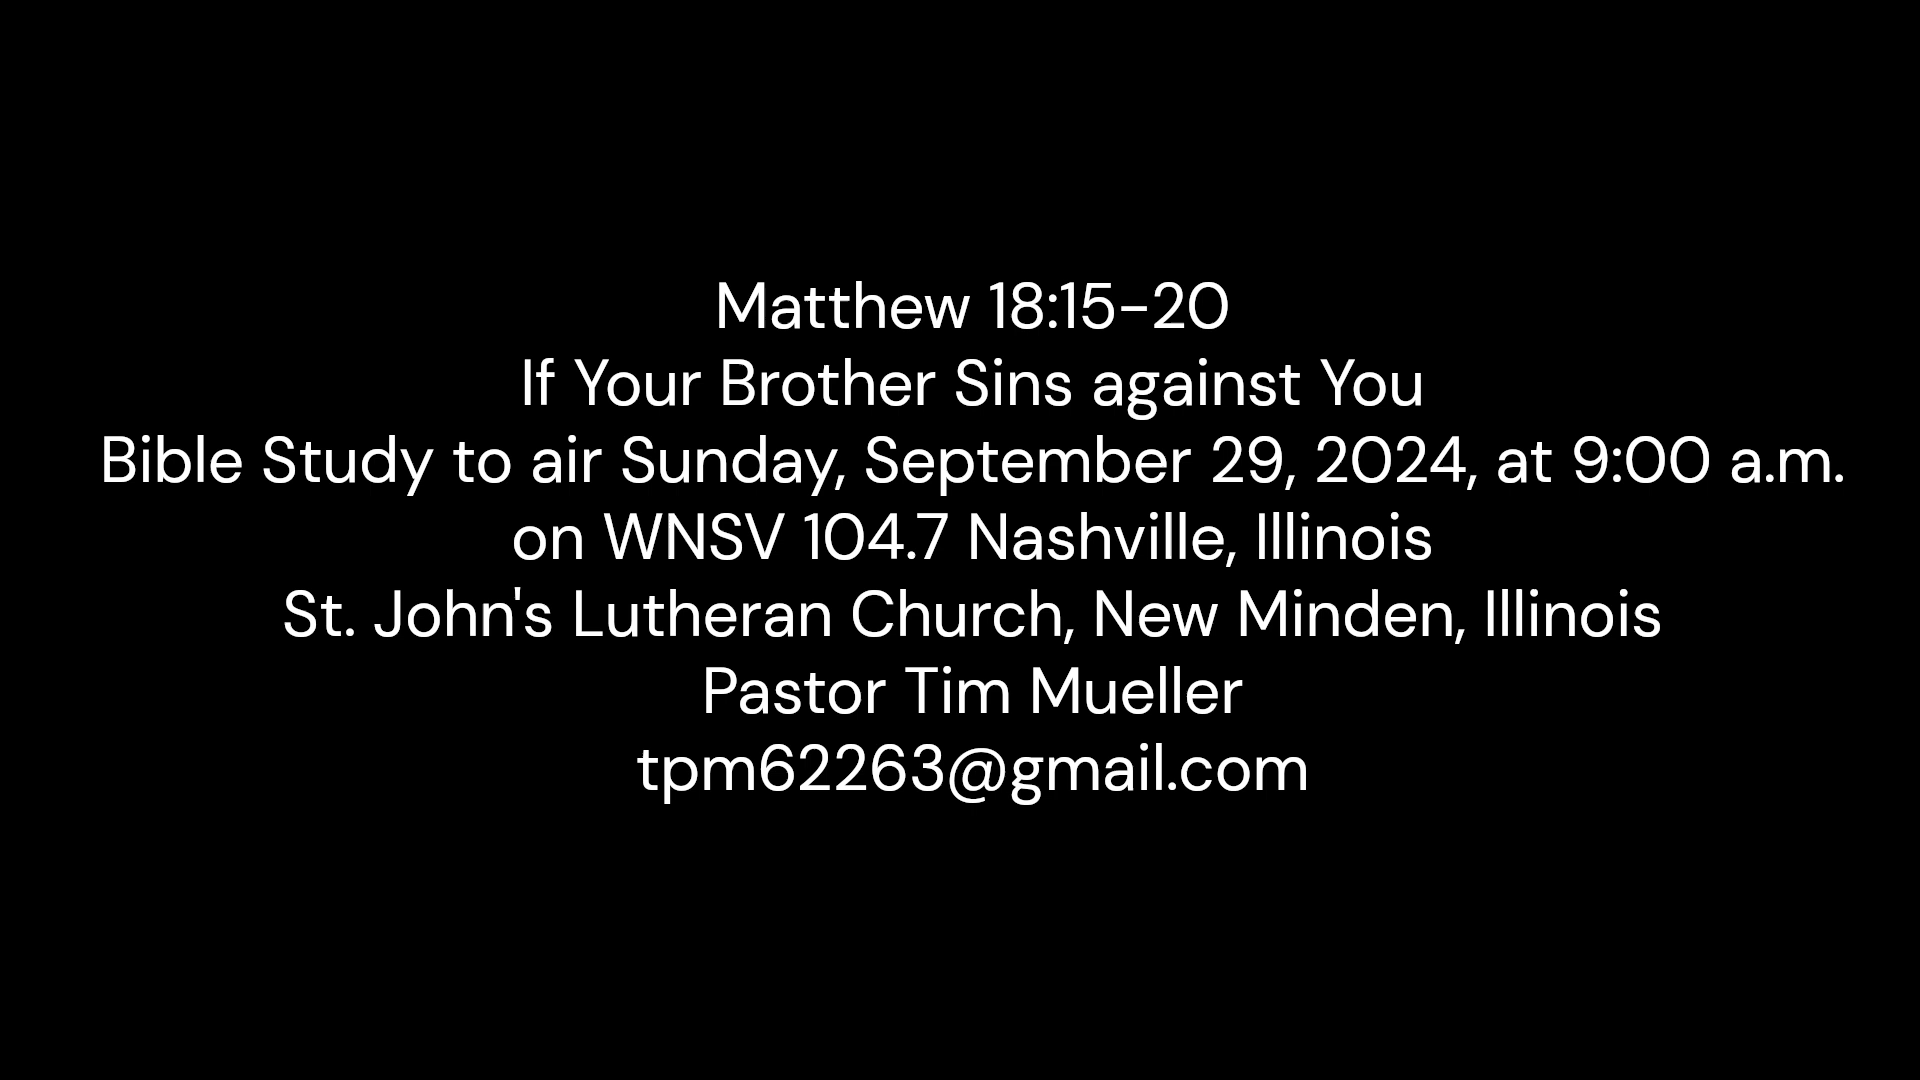 Matthew 18:15-20
If Your Brother Sins against You
Bible Study to air Sunday, September 29, 2024, at 9:00 a.m.
on WNSV 104.7 Nashville, Illinois
St. John's Lutheran Church, New Minden, Illinois
Pastor Tim Mueller
tpm62263@gmail.com